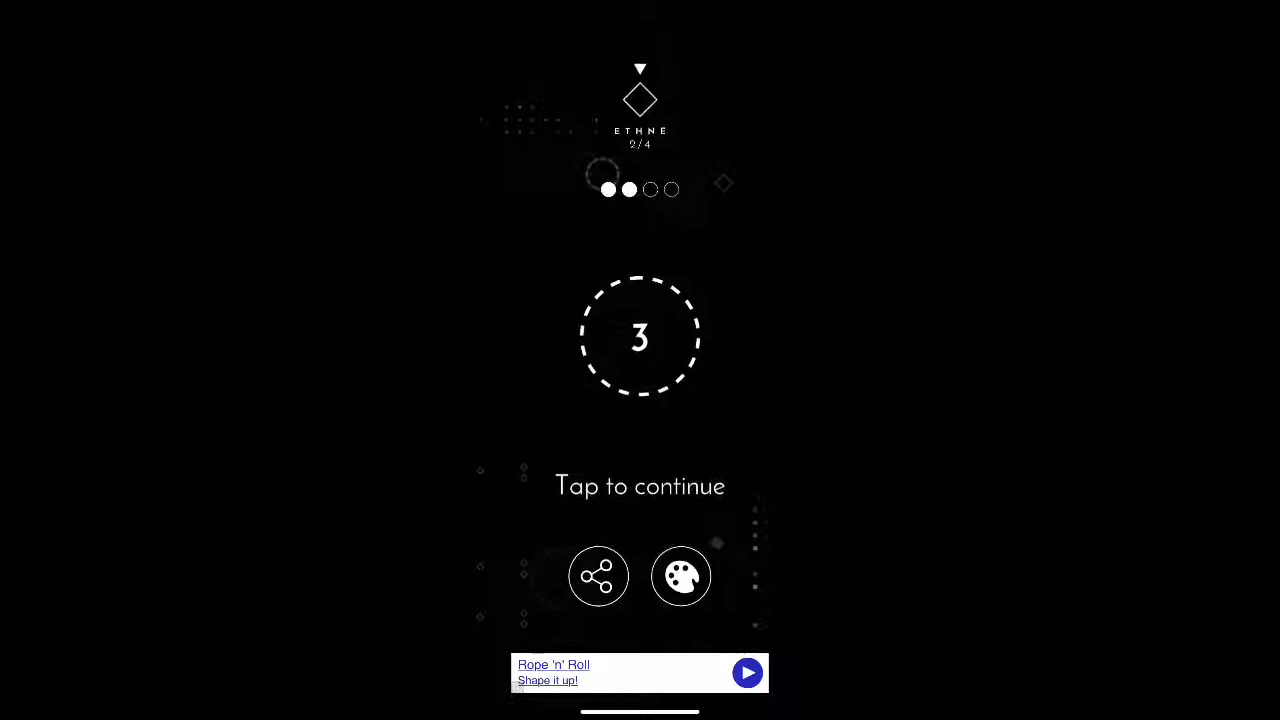 ETHNE
2/4
3
Tap to continue
Rope 'n' Roll
Shape it up!